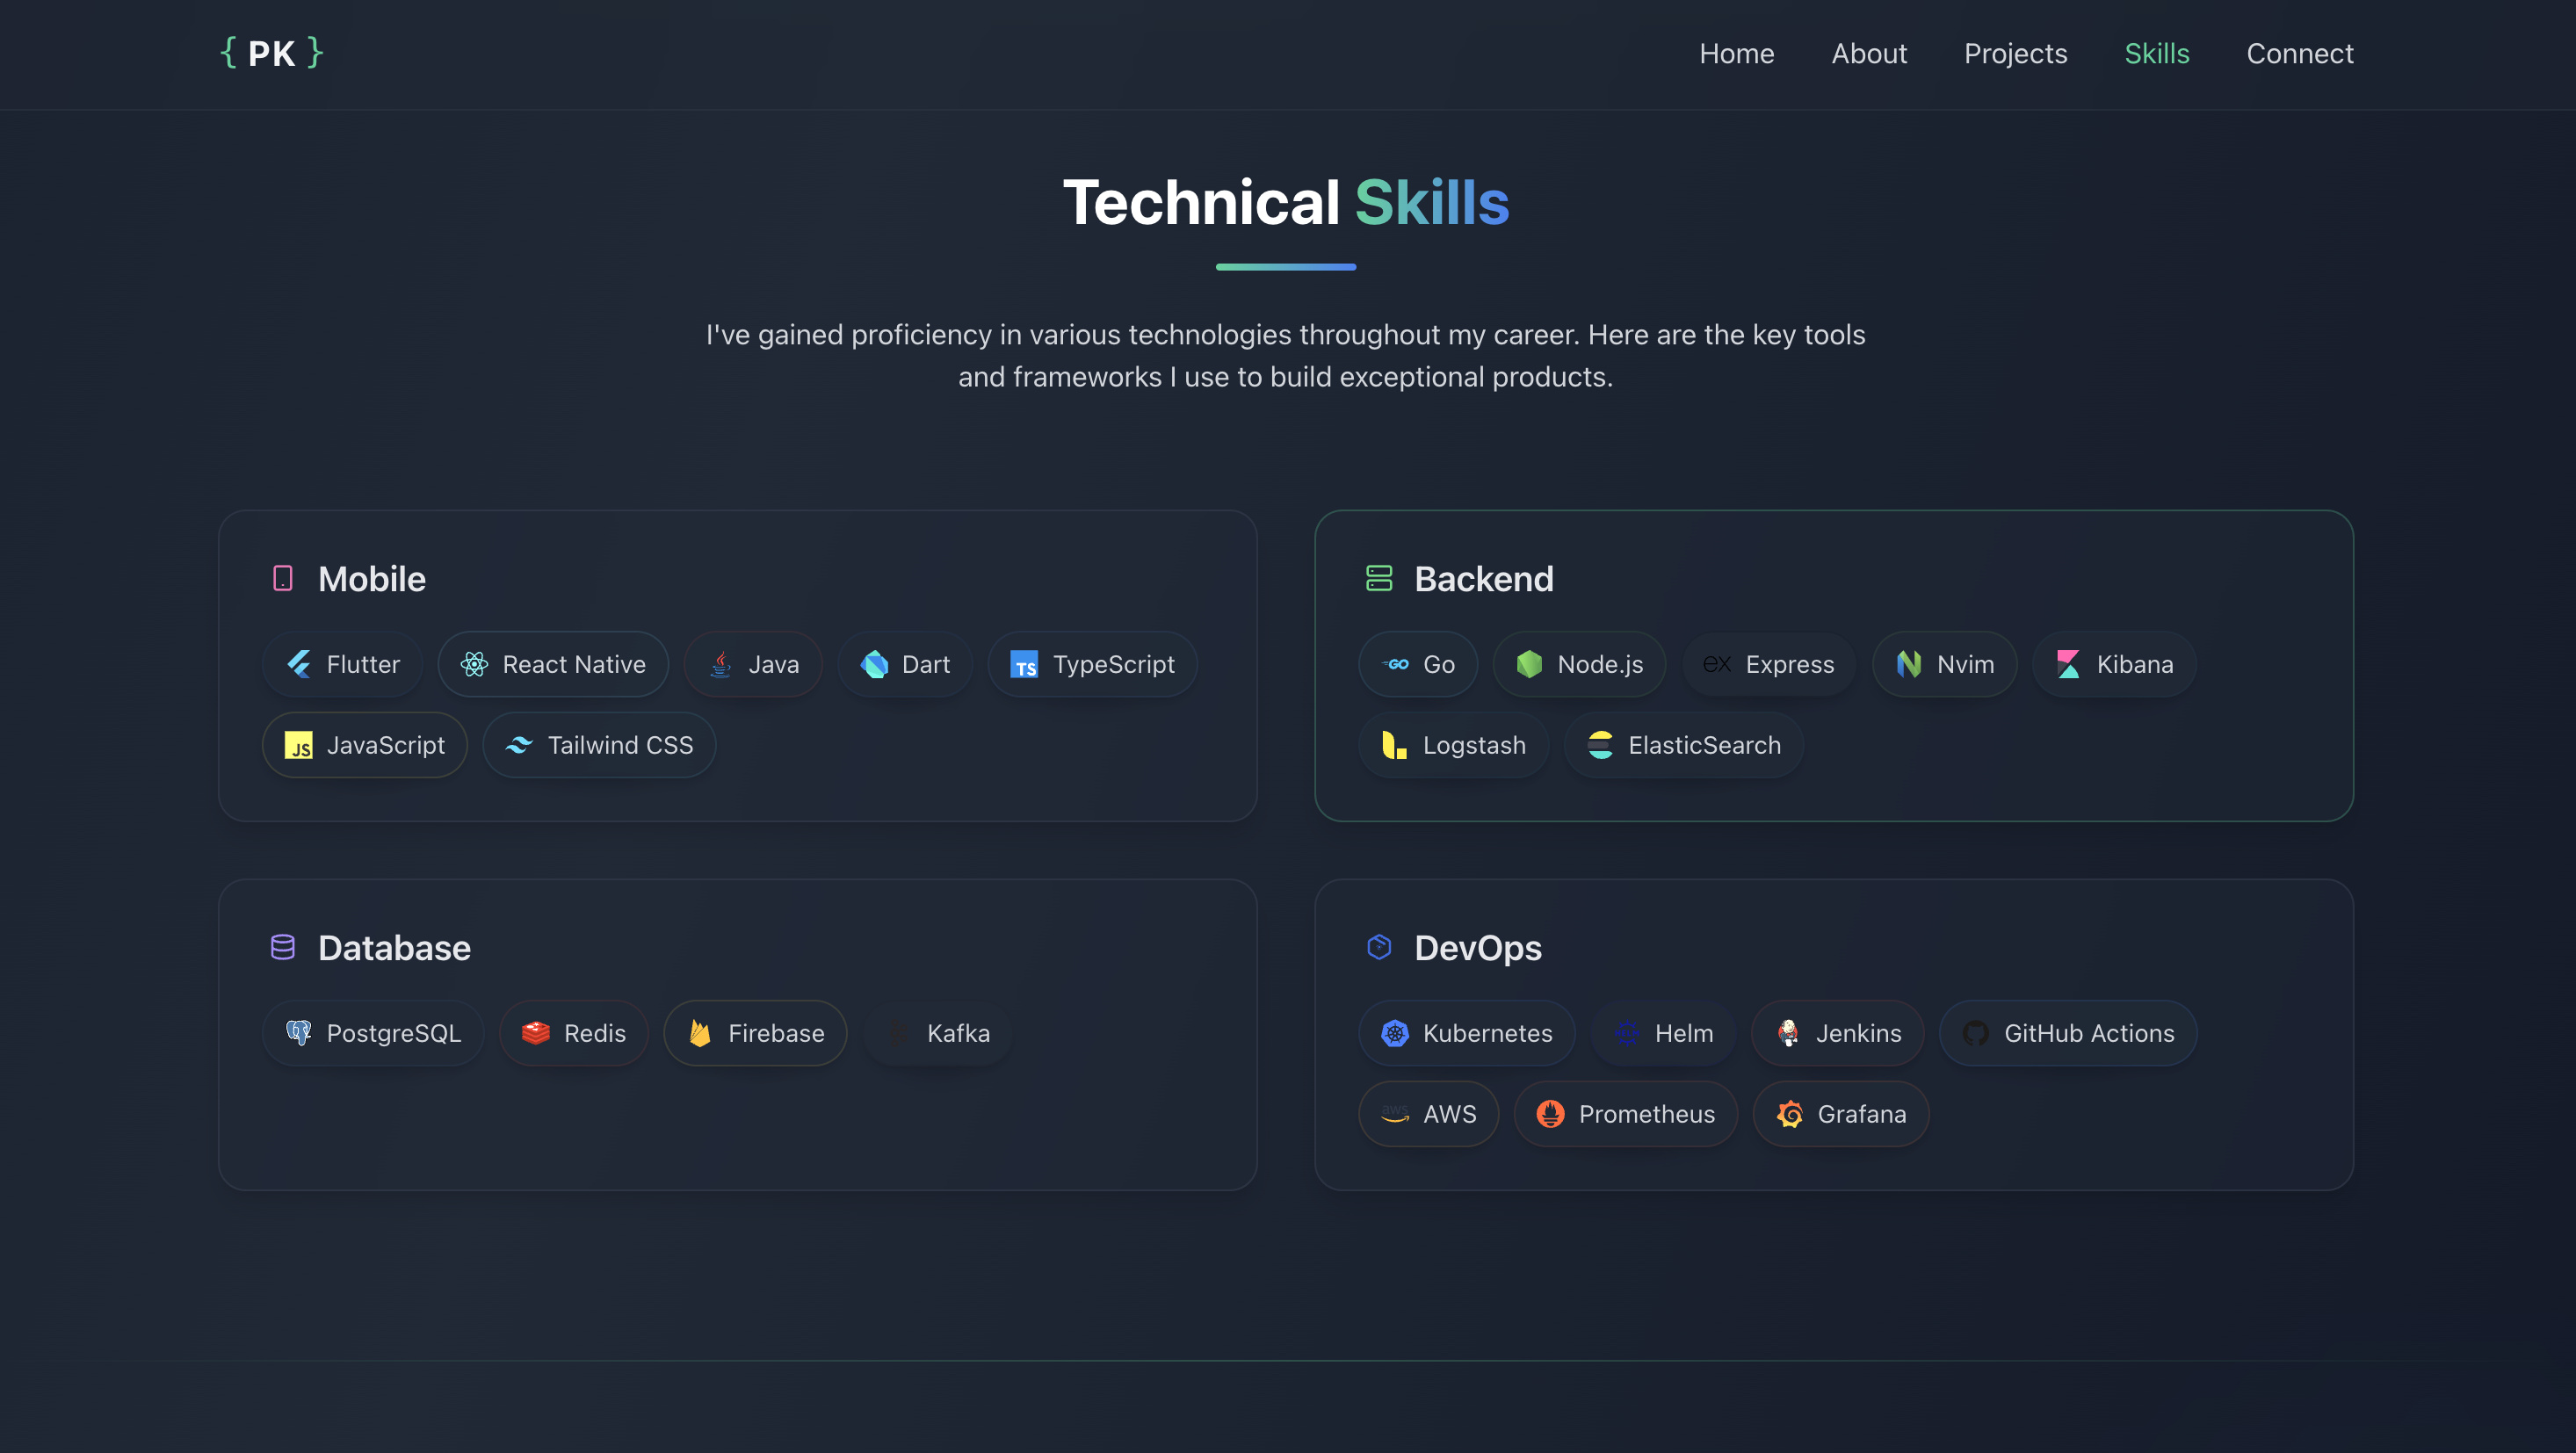 { PK }
Home About Projects Skills Connect
Technical Skills
I've gained proficiency in various technologies throughout my career. Here are the key tools
and frameworks I use to build exceptional products.
Mobile
Flutter React Native Java Dart TS TypeScript
JS JavaScript Tailwind CSS
Backend
GO Go Node.js ex Express Nvim Kibana
Logstash ElasticSearch
Database
PostgreSQL Redis Firebase Kafka
DevOps
Kubernetes Helm Jenkins GitHub Actions
aws AWS Prometheus Grafana